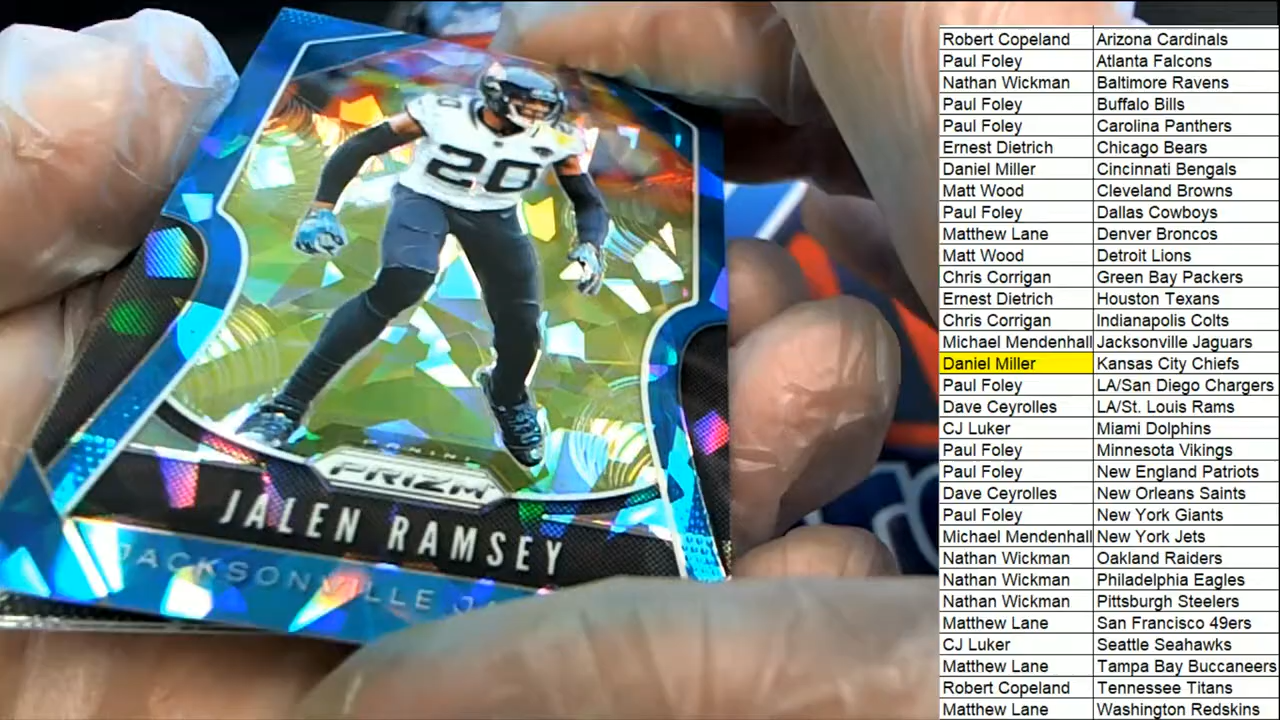 20
20
PANINI
PRIZM
JALEN RAMSEY
JACKSONVILLE
Robert Copeland Arizona Cardinals
Paul Foley Atlanta Falcons
Nathan Wickman Baltimore Ravens
Paul Foley Buffalo Bills
Paul Foley Carolina Panthers
Ernest Dietrich Chicago Bears
Daniel Miller Cincinnati Bengals
Matt Wood Cleveland Browns
Paul Foley Dallas Cowboys
Matthew Lane Denver Broncos
Matt Wood Detroit Lions
Chris Corrigan Green Bay Packers
Ernest Dietrich Houston Texans
Chris Corrigan Indianapolis Colts
Michael Mendenhall Jacksonville Jaguars
Daniel Miller Kansas City Chiefs
Paul Foley LA/San Diego Chargers
Dave Ceyrolles LA/St. Louis Rams
CJ Luker Miami Dolphins
Paul Foley Minnesota Vikings
Paul Foley New England Patriots
Dave Ceyrolles New Orleans Saints
Paul Foley New York Giants
Michael Mendenhall New York Jets
Nathan Wickman Oakland Raiders
Nathan Wickman Philadelphia Eagles
Nathan Wickman Pittsburgh Steelers
Matthew Lane San Francisco 49ers
CJ Luker Seattle Seahawks
Matthew Lane Tampa Bay Buccaneers
Robert Copeland Tennessee Titans
Matthew Lane Washington Redskins